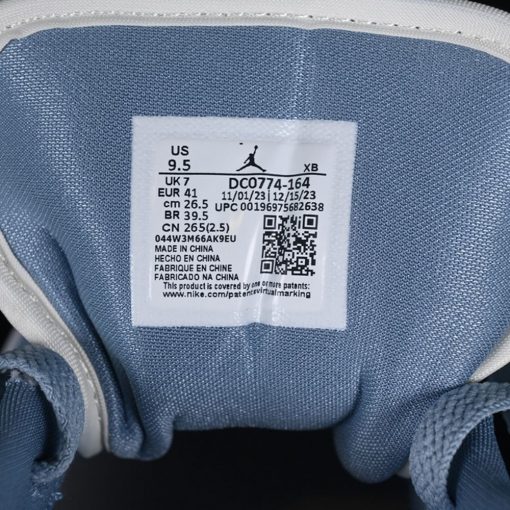 US
9.5
XB
UK 7
EUR 41
cm 26.5
BR 39.5
CN 265(2.5)
DC0774-164
11/01/23 | 12/15/23
UPC 00196975682638
044W3M66AK9EU
MADE IN CHINA
HECHO EN CHINA
FABRIQUE EN CHINE
FABRICADO NA CHINA
This product is covered by one or more patents:
www.nike.com/patentvirtualmarking